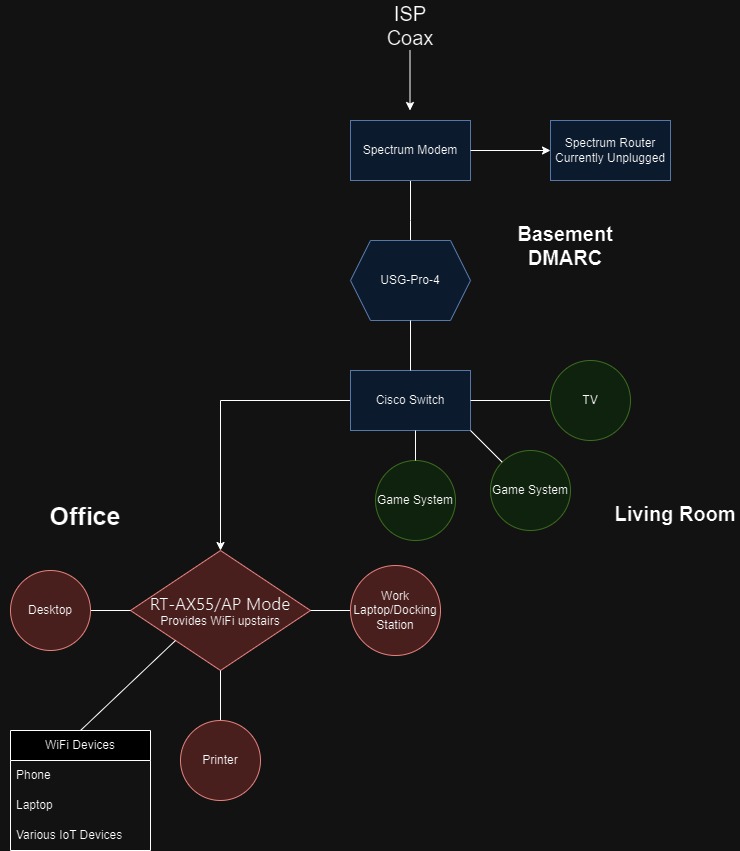 ISP
Coax
Spectrum Modem
Spectrum Router
Currently Unplugged
Basement
DMARC
USG-Pro-4
Cisco Switch
TV
Game System
Game System
Living Room
Office
Desktop
RT-AX55/AP Mode
Provides WiFi upstairs
Work
Laptop/Docking
Station
WiFi Devices
Phone
Laptop
Various IoT Devices
Printer